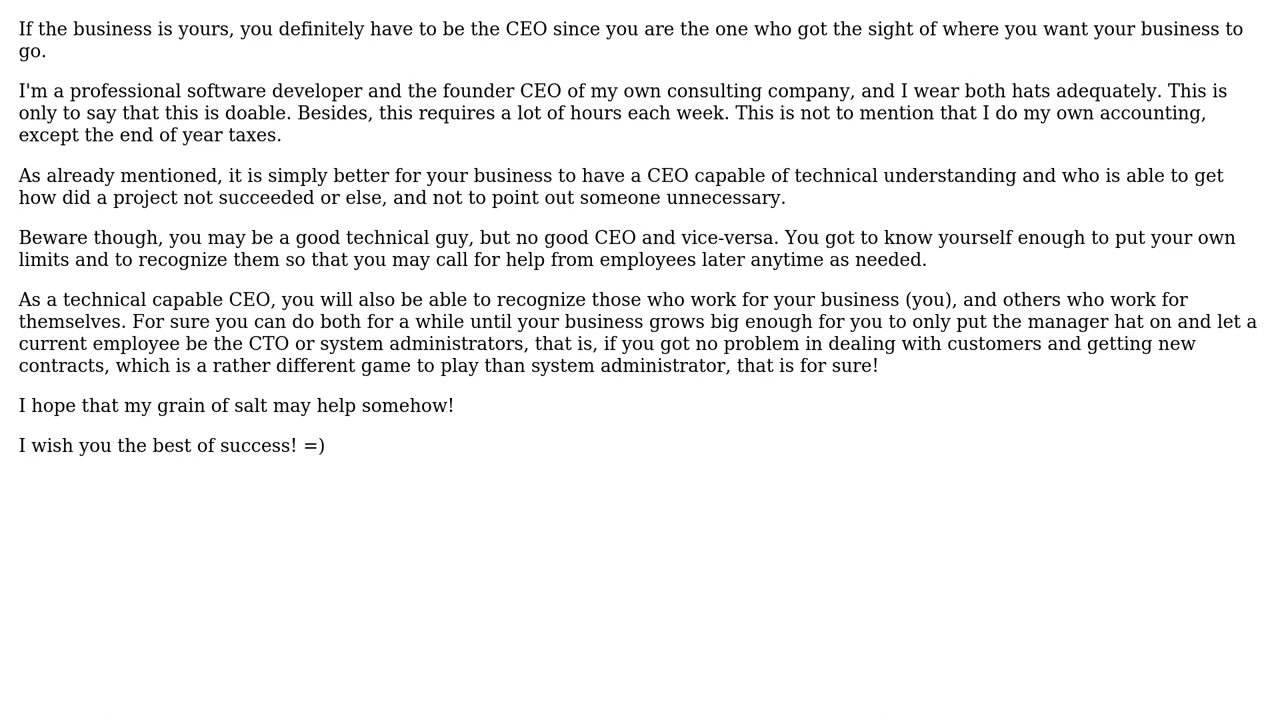 If the business is yours, you definitely have to be the CEO since you are the one who got the sight of where you want your business to
go.
I'm a professional software developer and the founder CEO of my own consulting company, and I wear both hats adequately. This is
only to say that this is doable. Besides, this requires a lot of hours each week. This is not to mention that I do my own accounting,
except the end of year taxes.
As already mentioned, it is simply better for your business to have a CEO capable of technical understanding and who is able to get
how did a project not succeeded or else, and not to point out someone unnecessary.
Beware though, you may be a good technical guy, but no good CEO and vice-versa. You got to know yourself enough to put your own
limits and to recognize them so that you may call for help from employees later anytime as needed.
As a technical capable CEO, you will also be able to recognize those who work for your business (you), and others who work for
themselves. For sure you can do both for a while until your business grows big enough for you to only put the manager hat on and let a
current employee be the CTO or system administrators, that is, if you got no problem in dealing with customers and getting new
contracts, which is a rather different game to play than system administrator, that is for sure!
I hope that my grain of salt may help somehow!
I wish you the best of success! =)